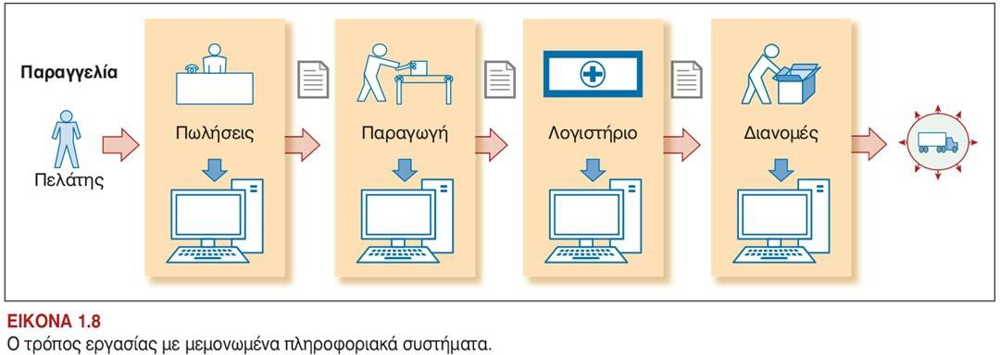 Παραγγελία
Πελάτης
Πωλήσεις
Παραγωγή
Λογιστήριο
Διανομές
ΕΙΚΟΝΑ 1.8
Ο τρόπος εργασίας με μεμονωμένα πληροφοριακά συστήματα.